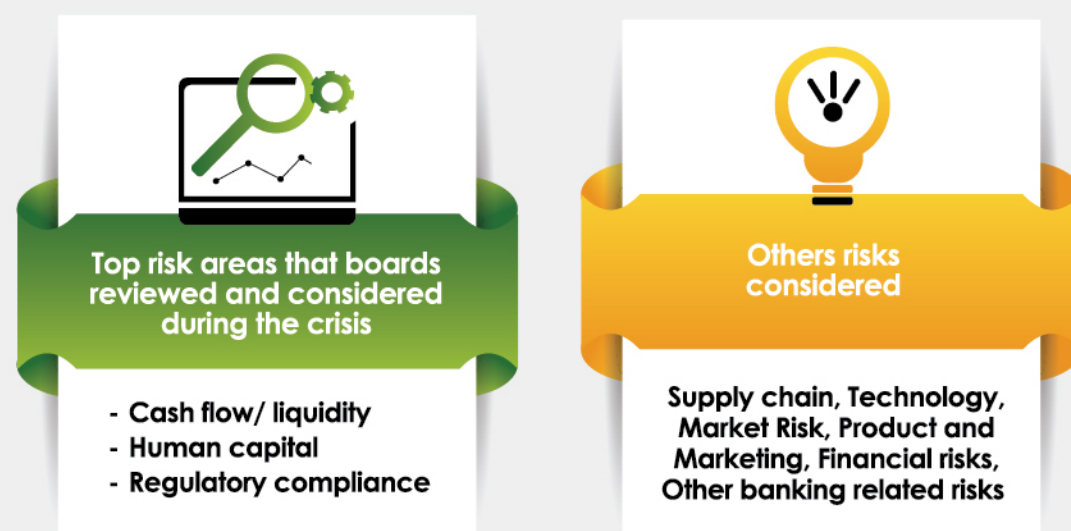 Top risk areas that boards
reviewed and considered
during the crisis
- Cash flow/ liquidity
- Human capital
- Regulatory compliance
Others risks
considered
Supply chain, Technology,
Market Risk, Product and
Marketing, Financial risks,
Other banking related risks